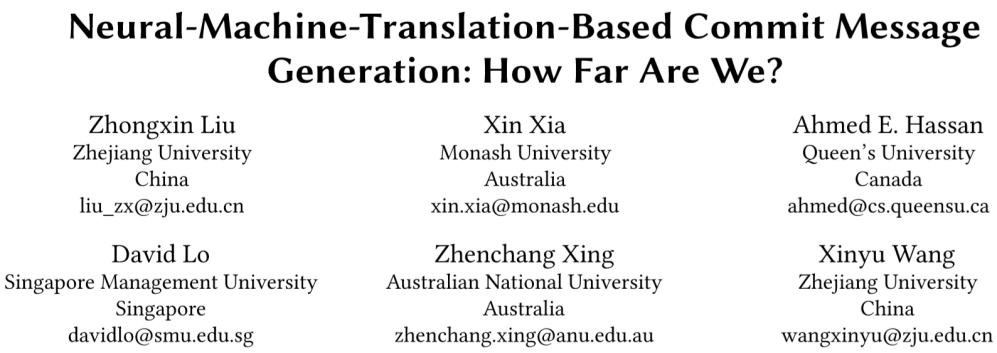 Neural-Machine-Translation-Based Commit Message
Generation: How Far Are We?
Zhongxin Liu
Zhejiang University
China
liu_zx@zju.edu.cn
Xin Xia
Monash University
Australia
xin.xia@monash.edu
Ahmed E. Hassan
Queen's University
Canada
ahmed@cs.queensu.ca
David Lo
Singapore Management University
Singapore
davidlo@smu.edu.sg
Zhenchang Xing
Australian National University
Australia
zhenchang.xing@anu.edu.au
Xinyu Wang
Zhejiang University
China
wangxinyu@zju.edu.cn